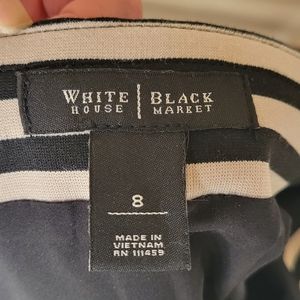 WHITE | BLACK
HOUSE | MARKET
8
MADE IN
VIETNAM
RN 111459